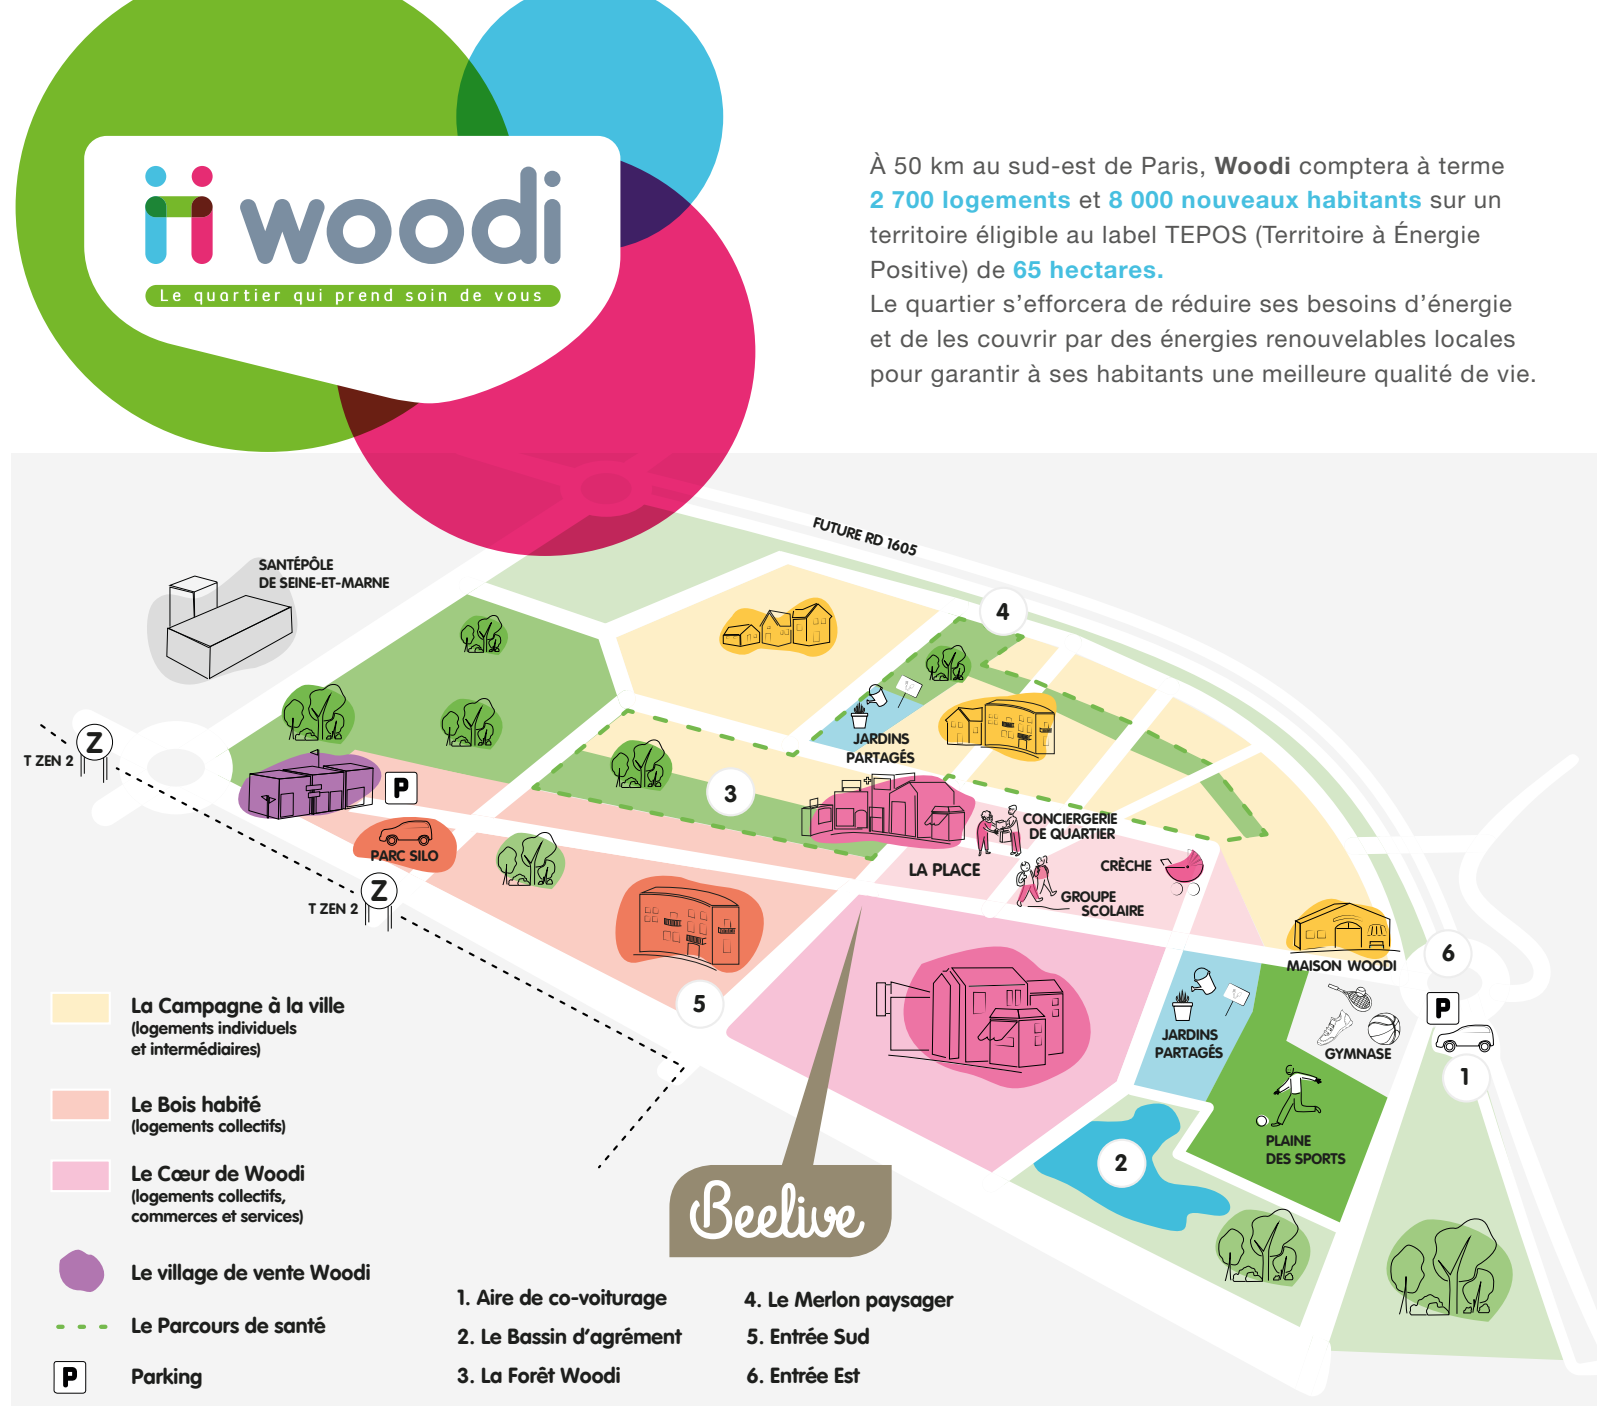 woodi
Le quartier qui prend soin de vous
À 50 km au sud-est de Paris, Woodi comptera à terme
2 700 logements et 8 000 nouveaux habitants sur un
territoire éligible au label TEPOS (Territoire à Énergie
Positive) de 65 hectares.
Le quartier s’efforcera de réduire ses besoins d’énergie
et de les couvrir par des énergies renouvelables locales
pour garantir à ses habitants une meilleure qualité de vie.
FUTURE RD 1605
SANTÉPÔLE
DE SEINE-ET-MARNE
4
JARDINS
PARTAGÉS
Z
T ZEN 2
P
3
CONCIERGERIE
DE QUARTIER
PARC SILO
LA PLACE
CRÈCHE
Z
T ZEN 2
GROUPE
SCOLAIRE
6
MAISON WOODI
5
P
JARDINS
PARTAGÉS
GYMNASE
1
PLAINE
DES SPORTS
2
Beelive
La Campagne à la ville
(logements individuels
et intermédiaires)
Le Bois habité
(logements collectifs)
Le Cœur de Woodi
(logements collectifs,
commerces et services)
Le village de vente Woodi
Le Parcours de santé
P
Parking
1. Aire de co-voiturage
2. Le Bassin d’agrément
3. La Forêt Woodi
4. Le Merlon paysager
5. Entrée Sud
6. Entrée Est